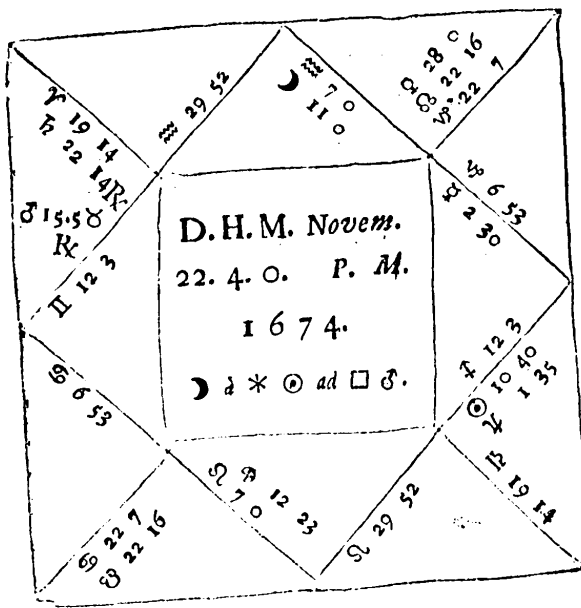 ♒ 29 52
♈ 19 14
♄ 22 14 ℞
♂ 15.5 ♉
℞
♊ 12 3
♋ 6 53
♋ 22 7
☋ 22 16
♌ 7 0
⊕ 12 23
♌ 29 52
♎ 19 14
♃ 1 35
☉ 10 40
♐ 12 3
☿ 2 30
♑ 6 53
♑ 22 7
☊ 22 16
♀ 28 0
♒ 7 0
☽ 11 0
D. H. M. Novem.
22. 4. 0. P. M.
1674.
☽ à ⚹ ☉ ad □ ♂.